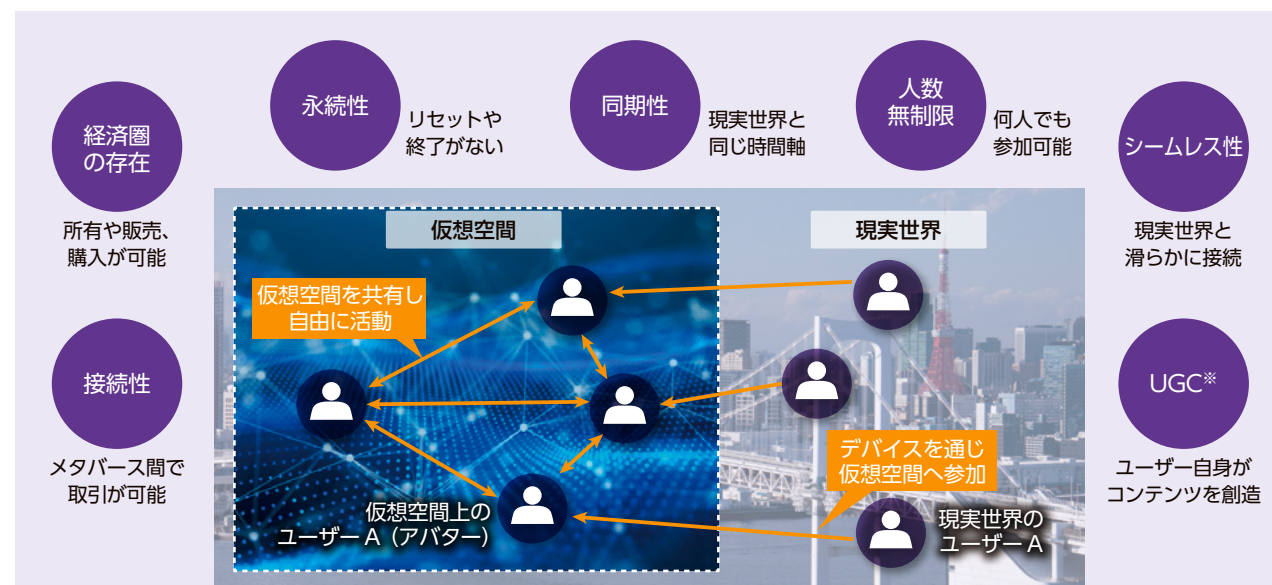 経済圏
の存在
所有や販売、
購入が可能
永続性
リセットや
終了がない
同期性
現実世界と
同じ時間軸
人数
無制限
何人でも
参加可能
シームレス性
現実世界と
滑らかに接続
接続性
メタバース間で
取引が可能
UGC※
ユーザー自身が
コンテンツを創造
仮想空間
現実世界
仮想空間を共有し
自由に活動
デバイスを通じ
仮想空間へ参加
仮想空間上の
ユーザー A(アバター)
現実世界の
ユーザー A